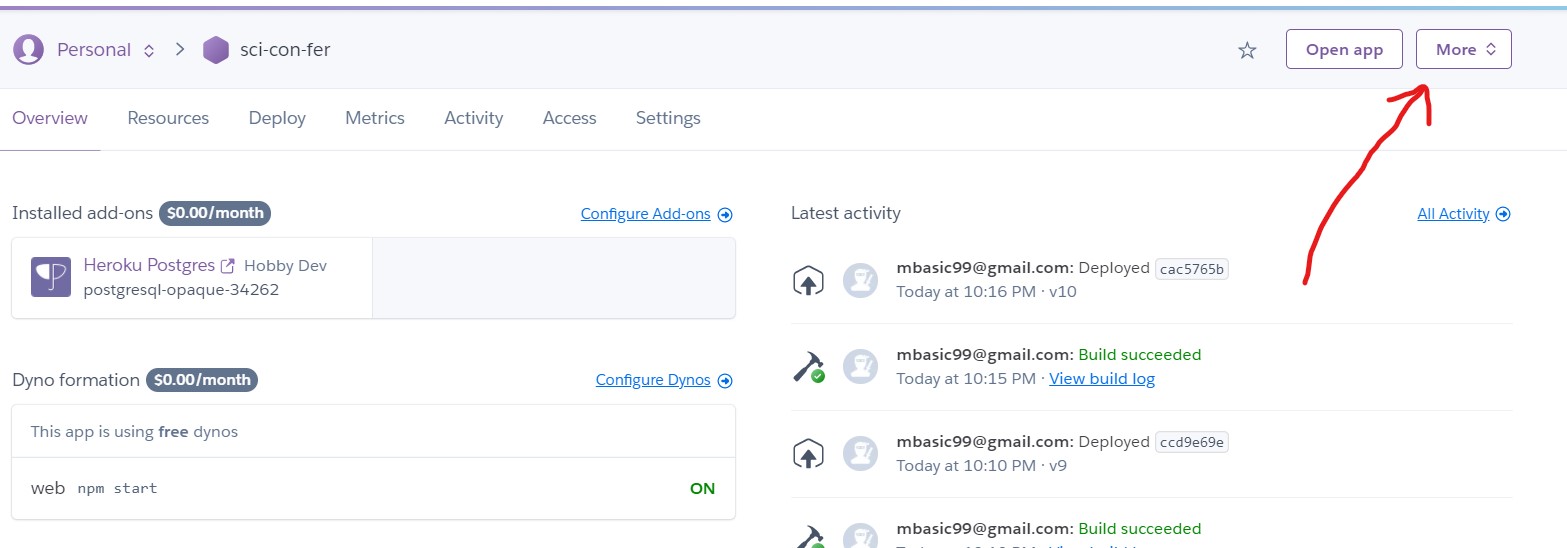 Personal sci-con-fer Open app More
Overview Resources Deploy Metrics Activity Access Settings
Installed add-ons $0.00/month Configure Add-ons
Heroku Postgres Hobby Dev
postgresql-opaque-34262
Dyno formation $0.00/month Configure Dynos
This app is using free dynos
web npm start ON
Latest activity All Activity
mbasic99@gmail.com: Deployed cac5765b
Today at 10:16 PM · v10
mbasic99@gmail.com: Build succeeded
Today at 10:15 PM · View build log
mbasic99@gmail.com: Deployed ccd9e69e
Today at 10:10 PM · v9
mbasic99@gmail.com: Build succeeded